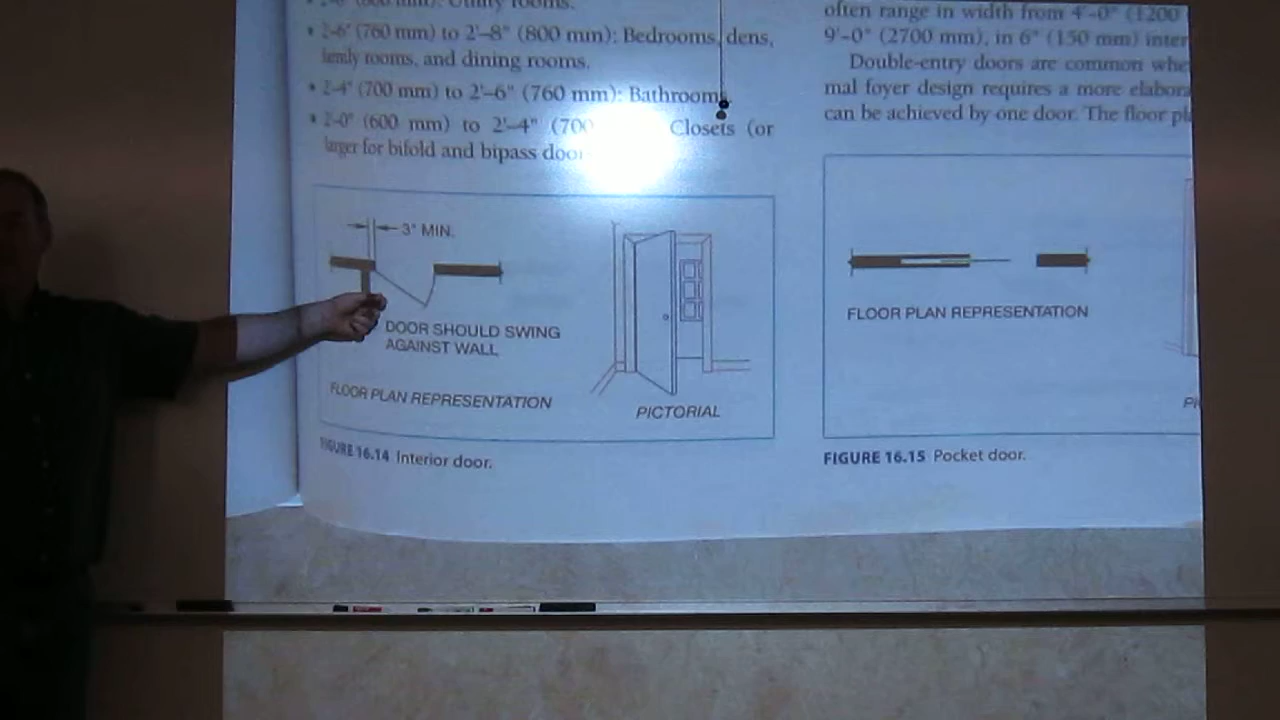 (800 mm): Utility rooms.
• 2'–6" (760 mm) to 2'–8" (800 mm): Bedrooms, dens,
family rooms, and dining rooms.
• 2'–4" (700 mm) to 2'–6" (760 mm): Bathrooms.
• 2'–0" (600 mm) to 2'–4" (700 Closets (or
larger for bifold and bipass door
3" MIN.
DOOR SHOULD SWING
AGAINST WALL
FLOOR PLAN REPRESENTATION
PICTORIAL
FIGURE 16.14 Interior door.
often range in width from 4'–0" (1200
9'–0" (2700 mm), in 6" (150 mm) inter
Double-entry doors are common whe
mal foyer design requires a more elabora
can be achieved by one door. The floor pl
FLOOR PLAN REPRESENTATION
FIGURE 16.15 Pocket door.